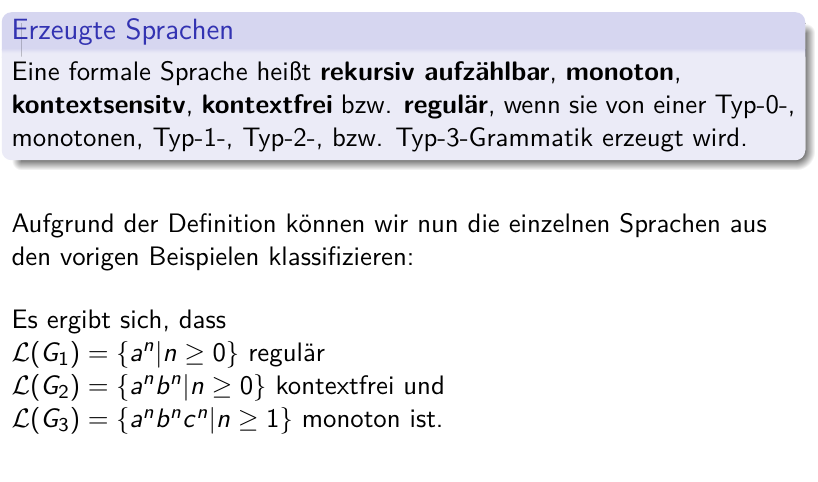 Erzeugte Sprachen
Eine formale Sprache heißt rekursiv aufzählbar, monoton,
kontextsensitv, kontextfrei bzw. regulär, wenn sie von einer Typ-0-,
monotonen, Typ-1-, Typ-2-, bzw. Typ-3-Grammatik erzeugt wird.
Aufgrund der Definition können wir nun die einzelnen Sprachen aus
den vorigen Beispielen klassifizieren:
Es ergibt sich, dass
ℒ(G₁) = {aⁿ|n ≥ 0} regulär
ℒ(G₂) = {aⁿbⁿ|n ≥ 0} kontextfrei und
ℒ(G₃) = {aⁿbⁿcⁿ|n ≥ 1} monoton ist.